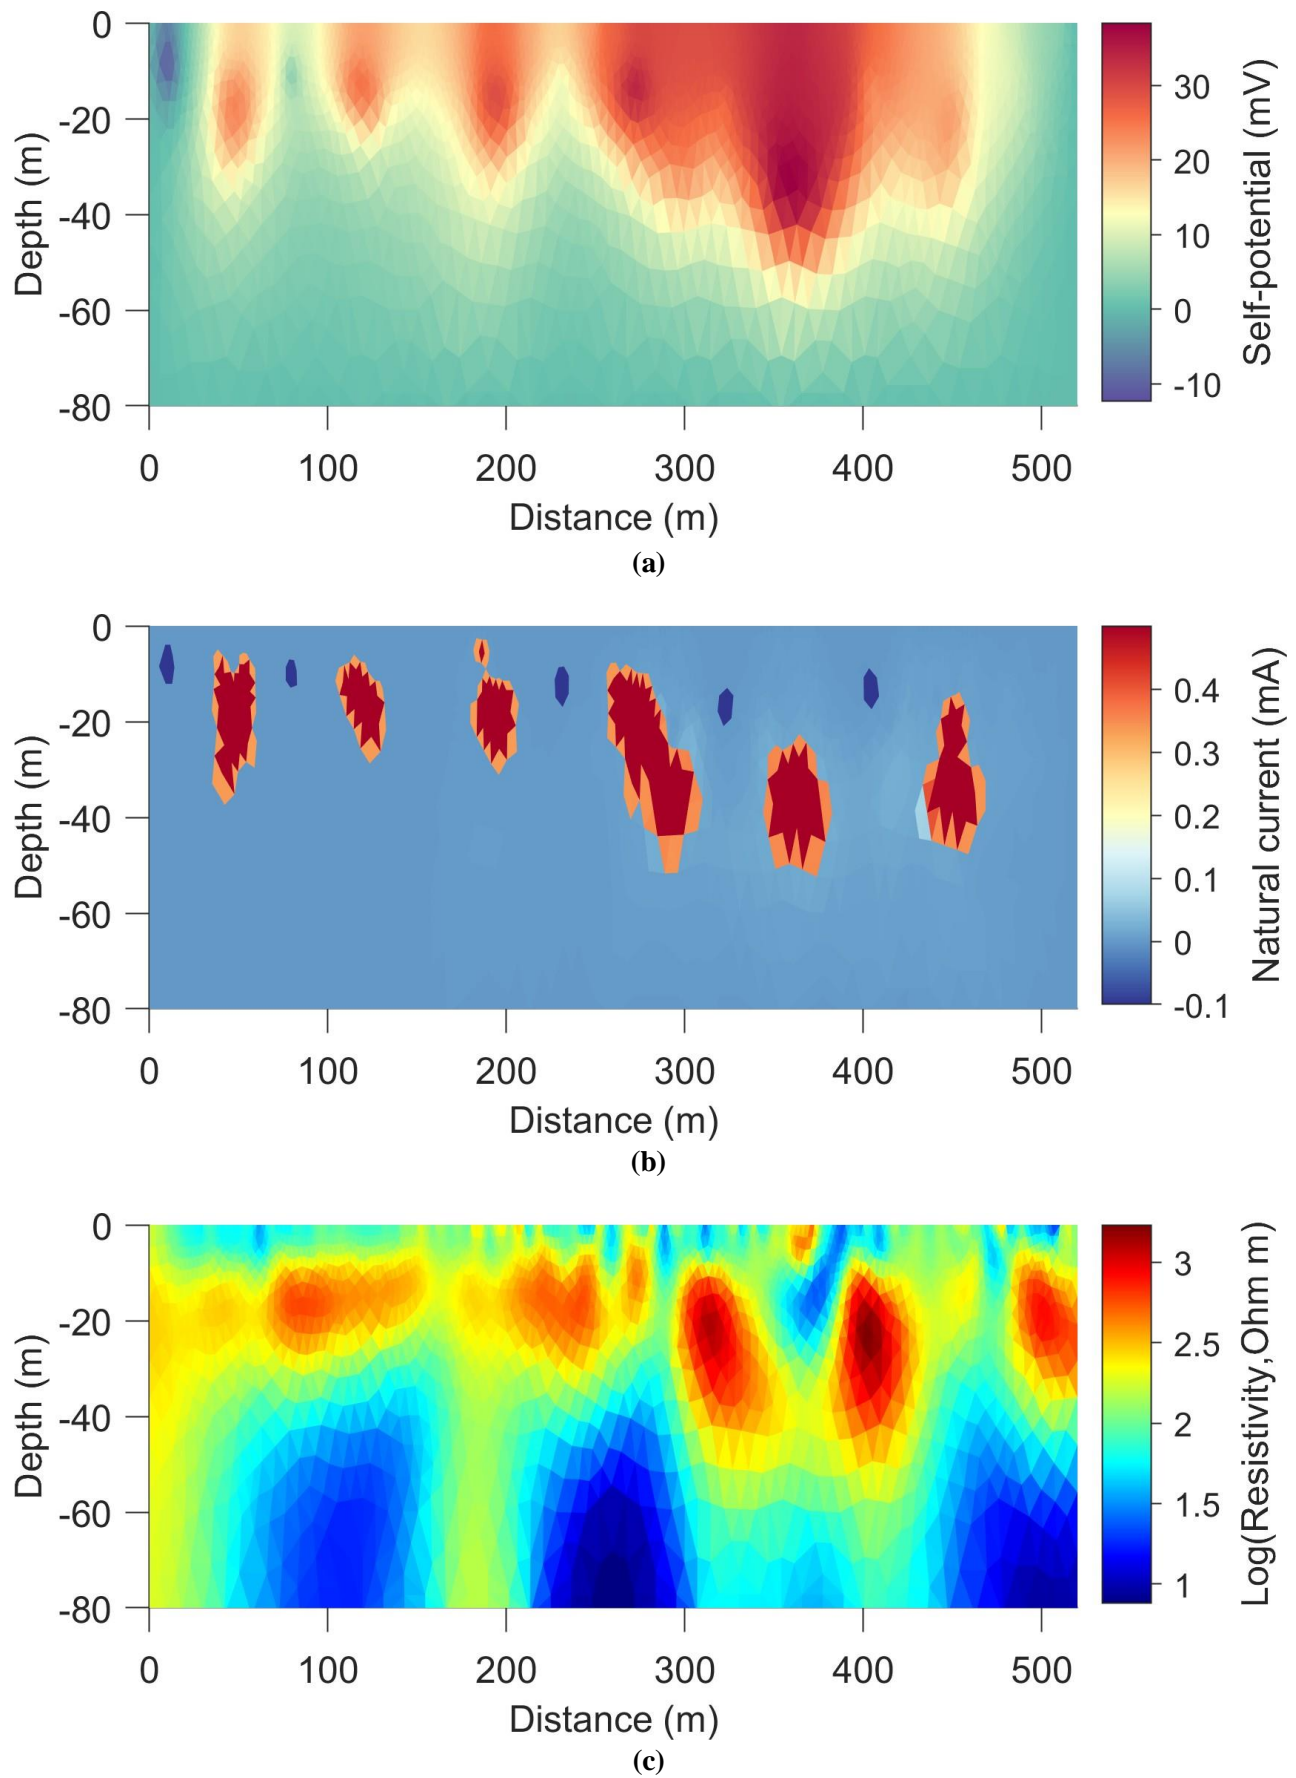 0
-20
-40
-60
-80
Depth (m)
0 100 200 300 400 500
Distance (m)
30
20
10
0
-10
Self-potential (mV)
(a)
0
-20
-40
-60
-80
Depth (m)
0 100 200 300 400 500
Distance (m)
0.4
0.3
0.2
0.1
0
-0.1
Natural current (mA)
(b)
0
-20
-40
-60
-80
Depth (m)
0 100 200 300 400 500
Distance (m)
3
2.5
2
1.5
1
Log(Resistivity,Ohm m)
(c)